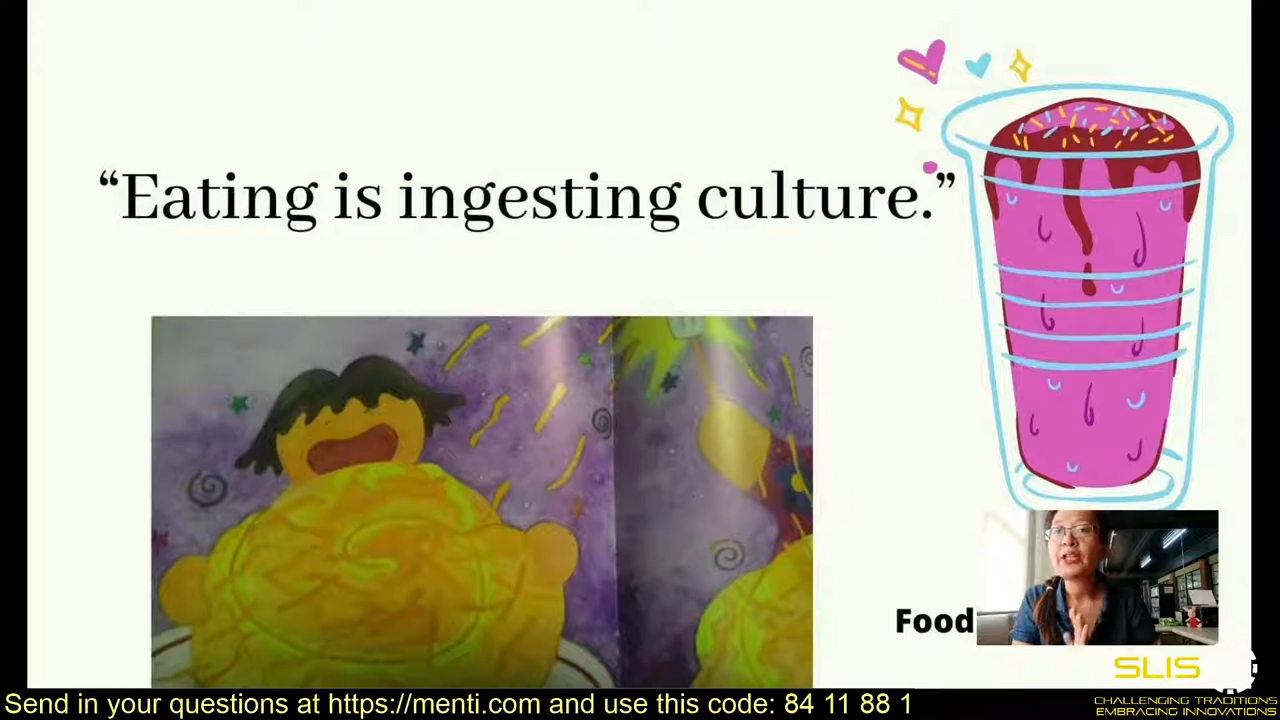 “Eating is ingesting culture.”
Food
SLIS
CHALLENGING TRADITIONS
EMBRACING INNOVATIONS
Send in your questions at https://menti.com and use this code: 84 11 88 1